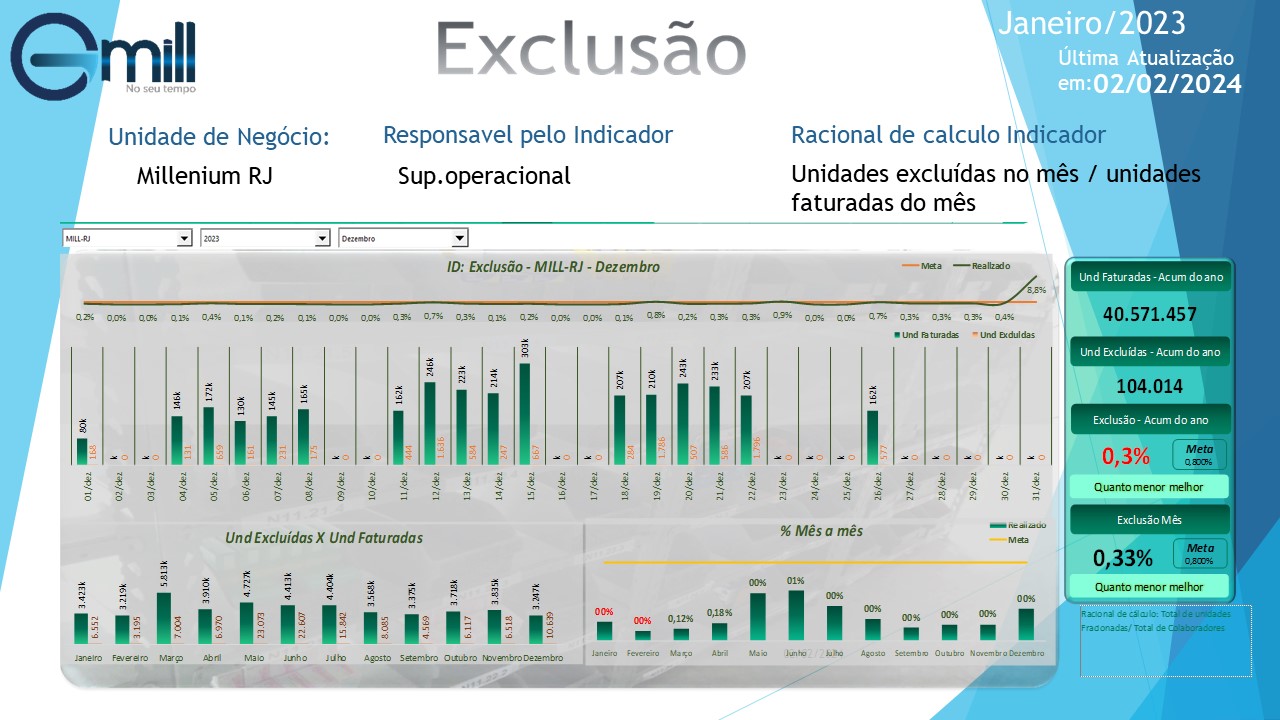 Gmill
No seu tempo
Exclusão
Janeiro/2023
Última Atualização
em:02/02/2024
Unidade de Negócio:
Responsavel pelo Indicador
Racional de calculo Indicador
Millenium RJ
Sup.operacional
Unidades excluídas no mês / unidades
faturadas do mês
MILL-RJ
2023
Dezembro
ID: Exclusão - MILL-RJ - Dezembro
Meta
Realizado
8,8%
0,2% 0,0% 0,0% 0,1% 0,4% 0,1% 0,2% 0,1% 0,0% 0,0% 0,3% 0,7% 0,3% 0,1% 0,2% 0,0% 0,0% 0,1% 0,8% 0,2% 0,3% 0,3% 0,9% 0,0% 0,0% 0,7% 0,3% 0,3% 0,3% 0,4%
Und Faturadas
Und Excluídas
80k k k 146k 172k 130k 145k 165k k k 162k 246k 223k 214k 303k k k 207k 210k 243k 233k 207k k k k 162k k k k k k
168 0 0 131 659 161 231 175 0 0 444 1.636 584 247 667 0 0 284 1.786 507 586 1.796 0 0 0 577 0 0 0 0 0
01/dez 02/dez 03/dez 04/dez 05/dez 06/dez 07/dez 08/dez 09/dez 10/dez 11/dez 12/dez 13/dez 14/dez 15/dez 16/dez 17/dez 18/dez 19/dez 20/dez 21/dez 22/dez 23/dez 24/dez 25/dez 26/dez 27/dez 28/dez 29/dez 30/dez 31/dez
Und Excluídas X Und Faturadas
3.423k 3.219k 5.813k 3.910k 4.727k 4.413k 4.404k 3.568k 3.375k 3.718k 3.835k 3.247k
6.552 3.195 7.004 6.970 23.073 22.607 15.842 8.085 4.569 6.117 6.518 10.639
Janeiro Fevereiro Março Abril Maio Junho Julho Agosto Setembro Outubro Novembro Dezembro
% Mês a mês
Realizado
Meta
00% 00% 0,12% 0,18% 00% 01% 00% 00% 00% 00% 00% 00%
Janeiro Fevereiro Março Abril Maio Junho Julho Agosto Setembro Outubro Novembro Dezembro
Und Faturadas - Acum do ano
40.571.457
Und Excluídas - Acum do ano
104.014
Exclusão - Acum do ano
0,3%
Meta
0,800%
Quanto menor melhor
Exclusão Mês
0,33%
Meta
0,800%
Quanto menor melhor
Racional de cálculo: Total de unidades
Fradonadas/ Total de Colaboradores